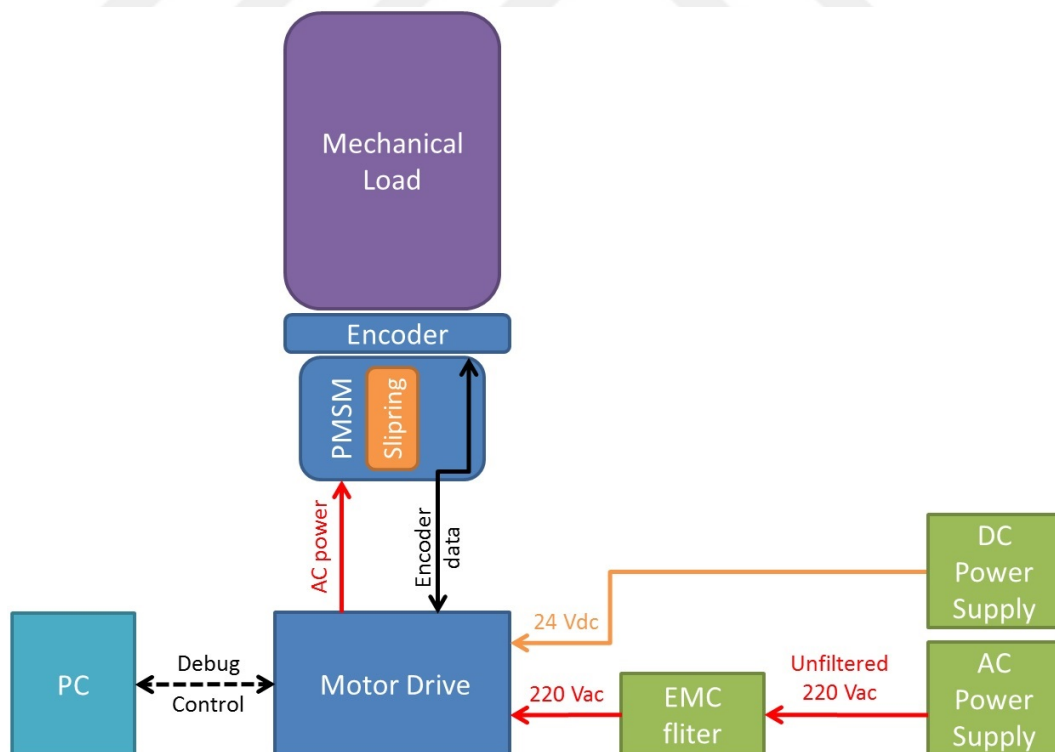 Mechanical
Load
Encoder
PMSM
Slipring
AC power
Encoder
data
DC
Power
Supply
24 Vdc
PC
Debug
Control
Motor Drive
220 Vac
EMC
fliter
Unfiltered
220 Vac
AC
Power
Supply